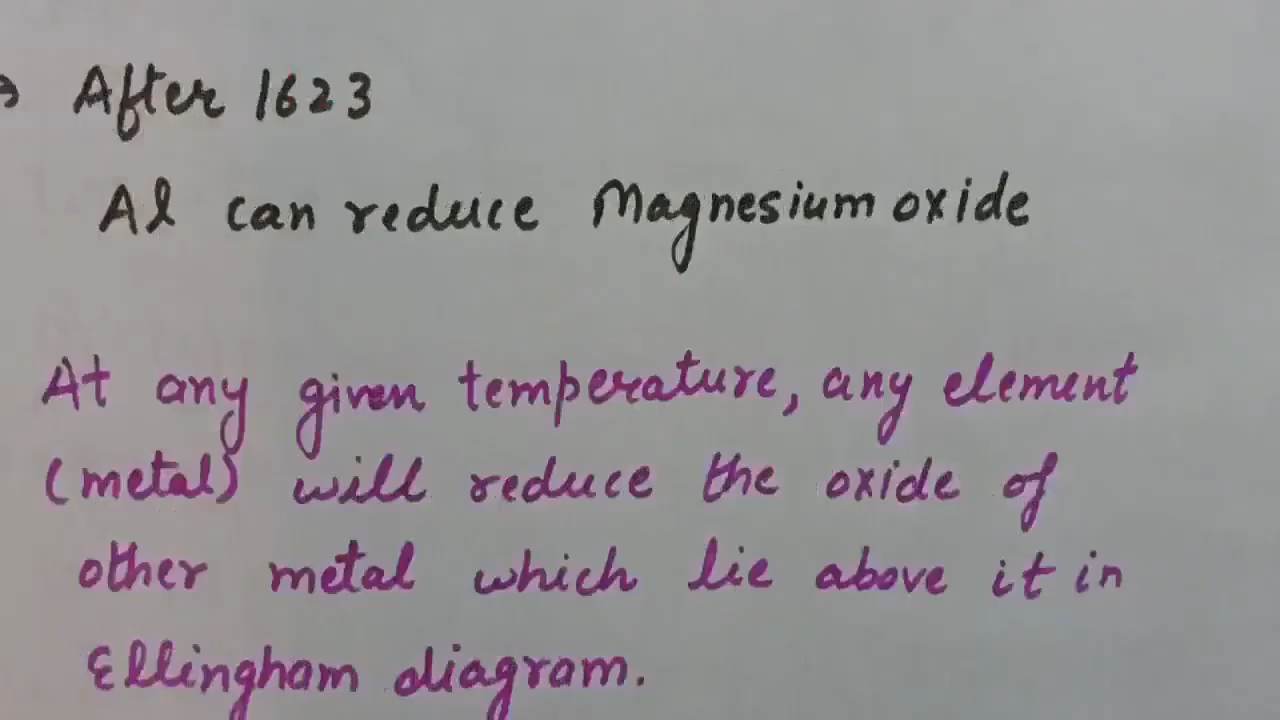 → After 1623
Al can reduce Magnesium oxide
At any given temperature, any element
(metal) will reduce the oxide of
other metal which lie above it in
Ellingham diagram.